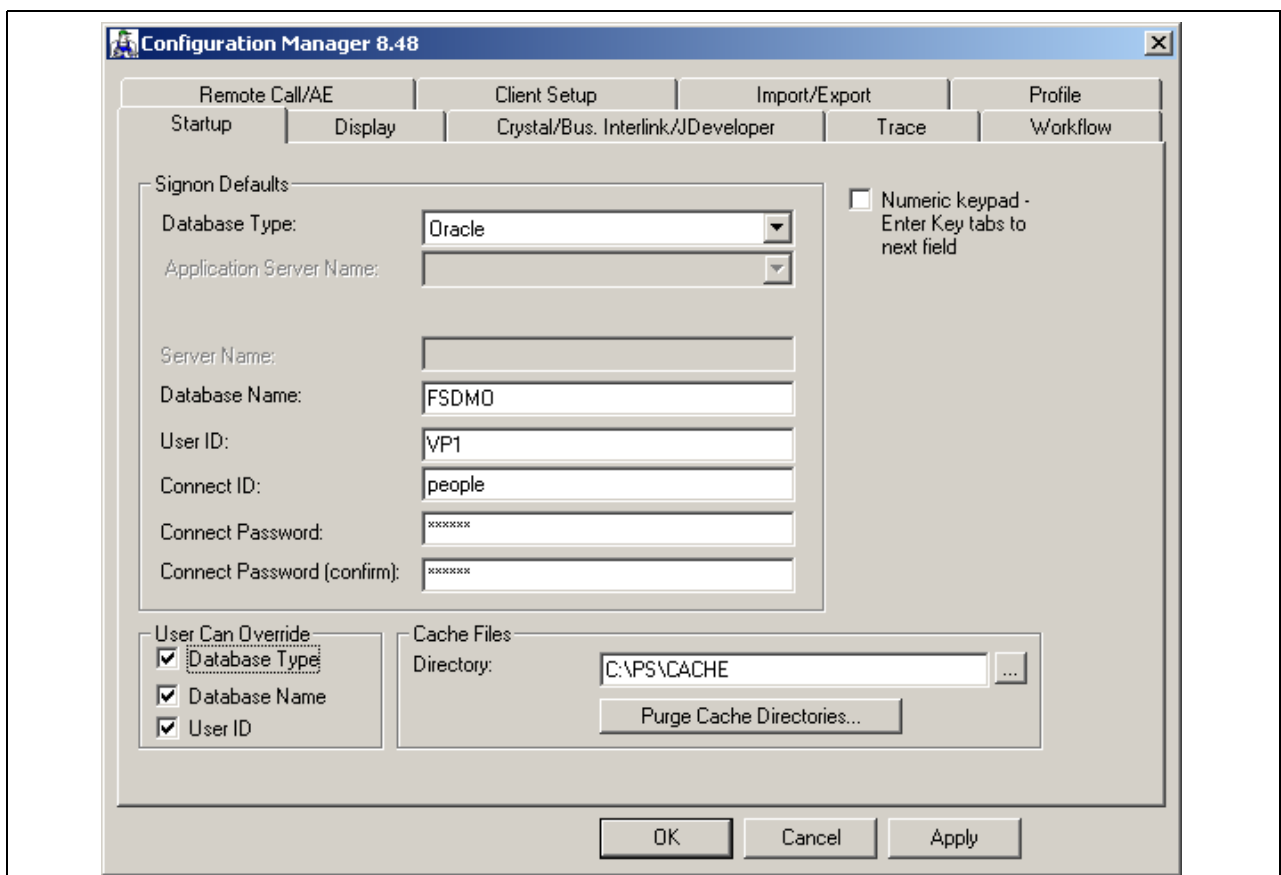 Configuration Manager 8.48
Remote Call/AE Client Setup Import/Export Profile
Startup Display Crystal/Bus. Interlink/JDeveloper Trace Workflow
Signon Defaults
Database Type: Oracle
Application Server Name:
Server Name:
Database Name: FSDMO
User ID: VP1
Connect ID: people
Connect Password: xxxxxx
Connect Password (confirm): xxxxxx
Numeric keypad -
Enter Key tabs to
next field
User Can Override
Database Type
Database Name
User ID
Cache Files
Directory: C:\PS\CACHE ...
Purge Cache Directories...
OK Cancel Apply